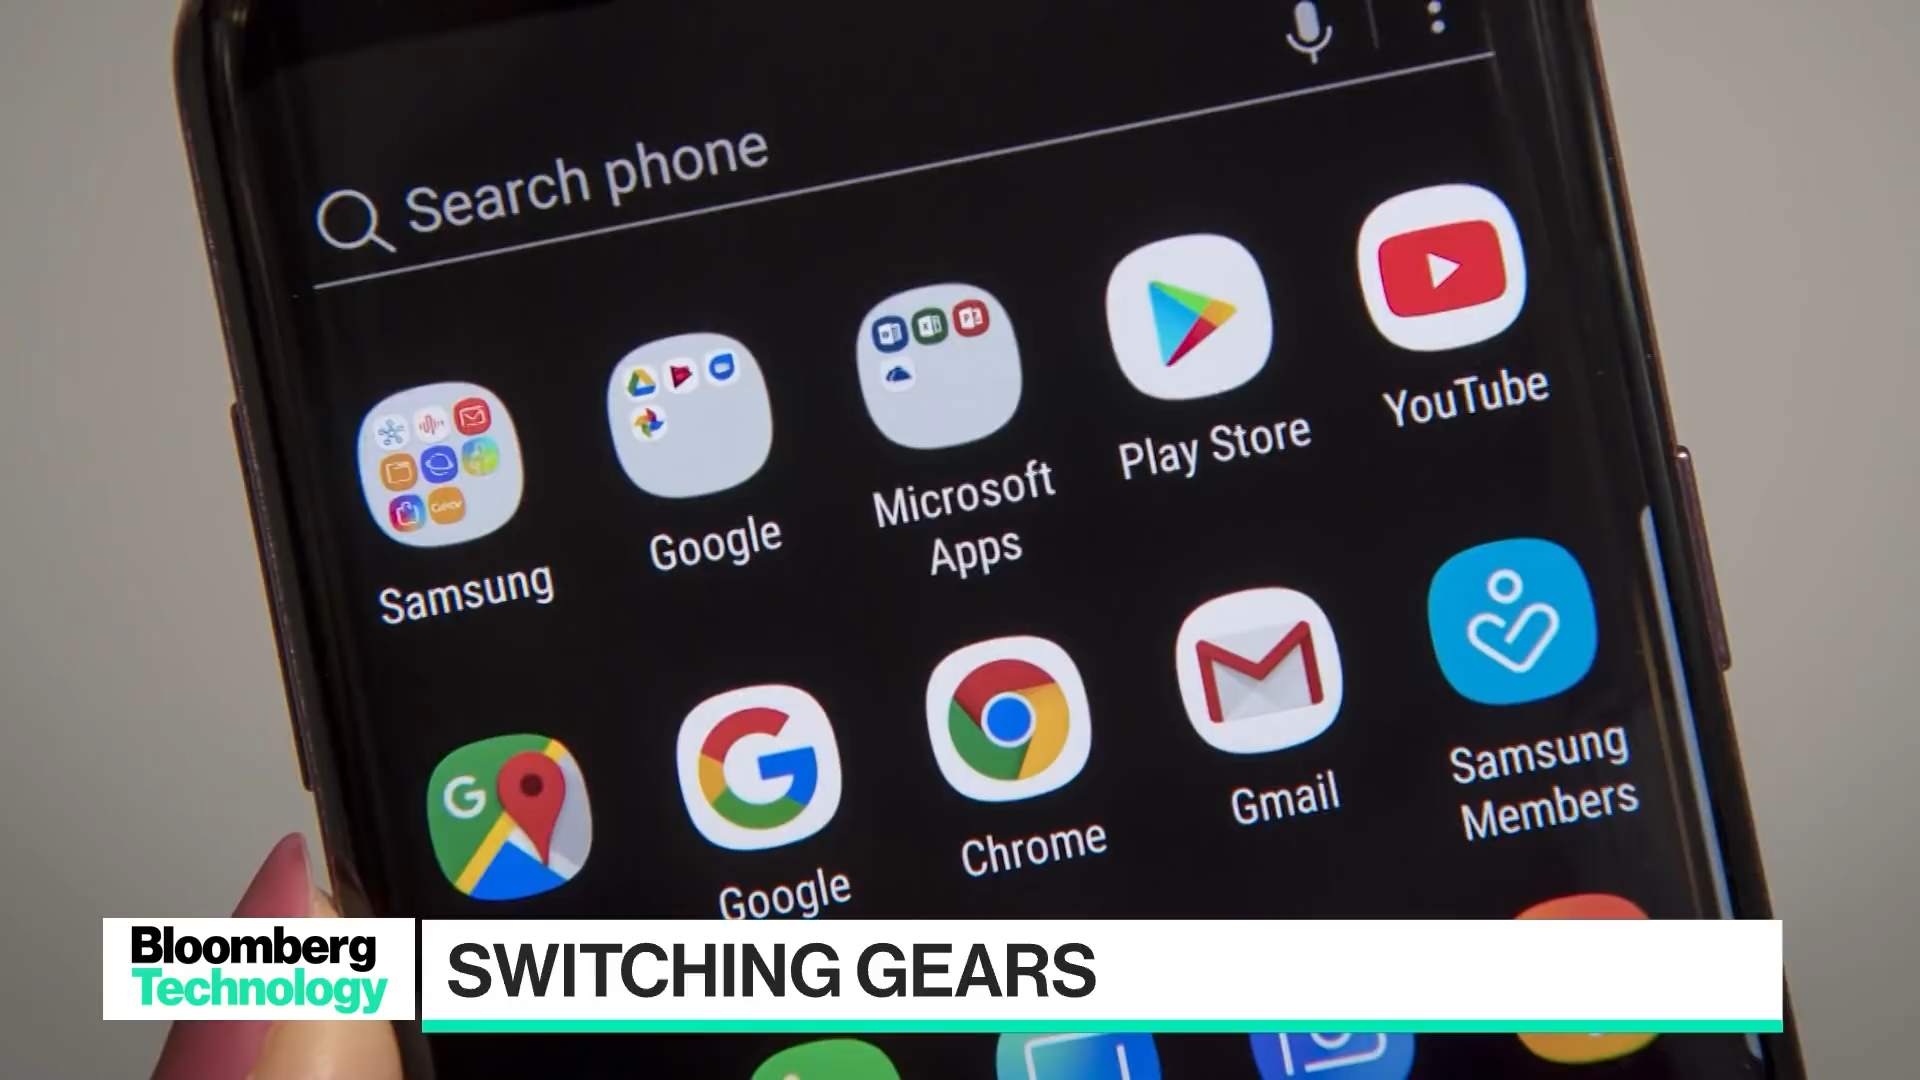 Search phone
Samsung
Google
Microsoft
Apps
Play Store
YouTube
G
Google
Chrome
Gmail
Samsung
Members
Bloomberg
Technology
SWITCHING GEARS